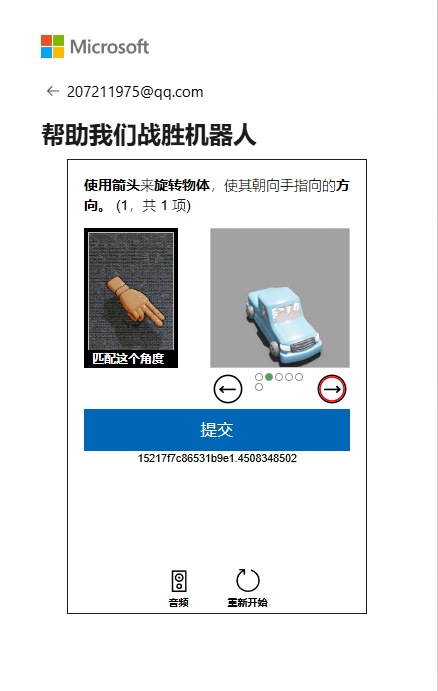 Microsoft
207211975@qq.com
帮助我们战胜机器人
使用箭头来旋转物体，使其朝向手指向的方
向。 (1，共 1 项)
匹配这个角度
提交
15217f7c86531b9e1.4508348502
音频
重新开始